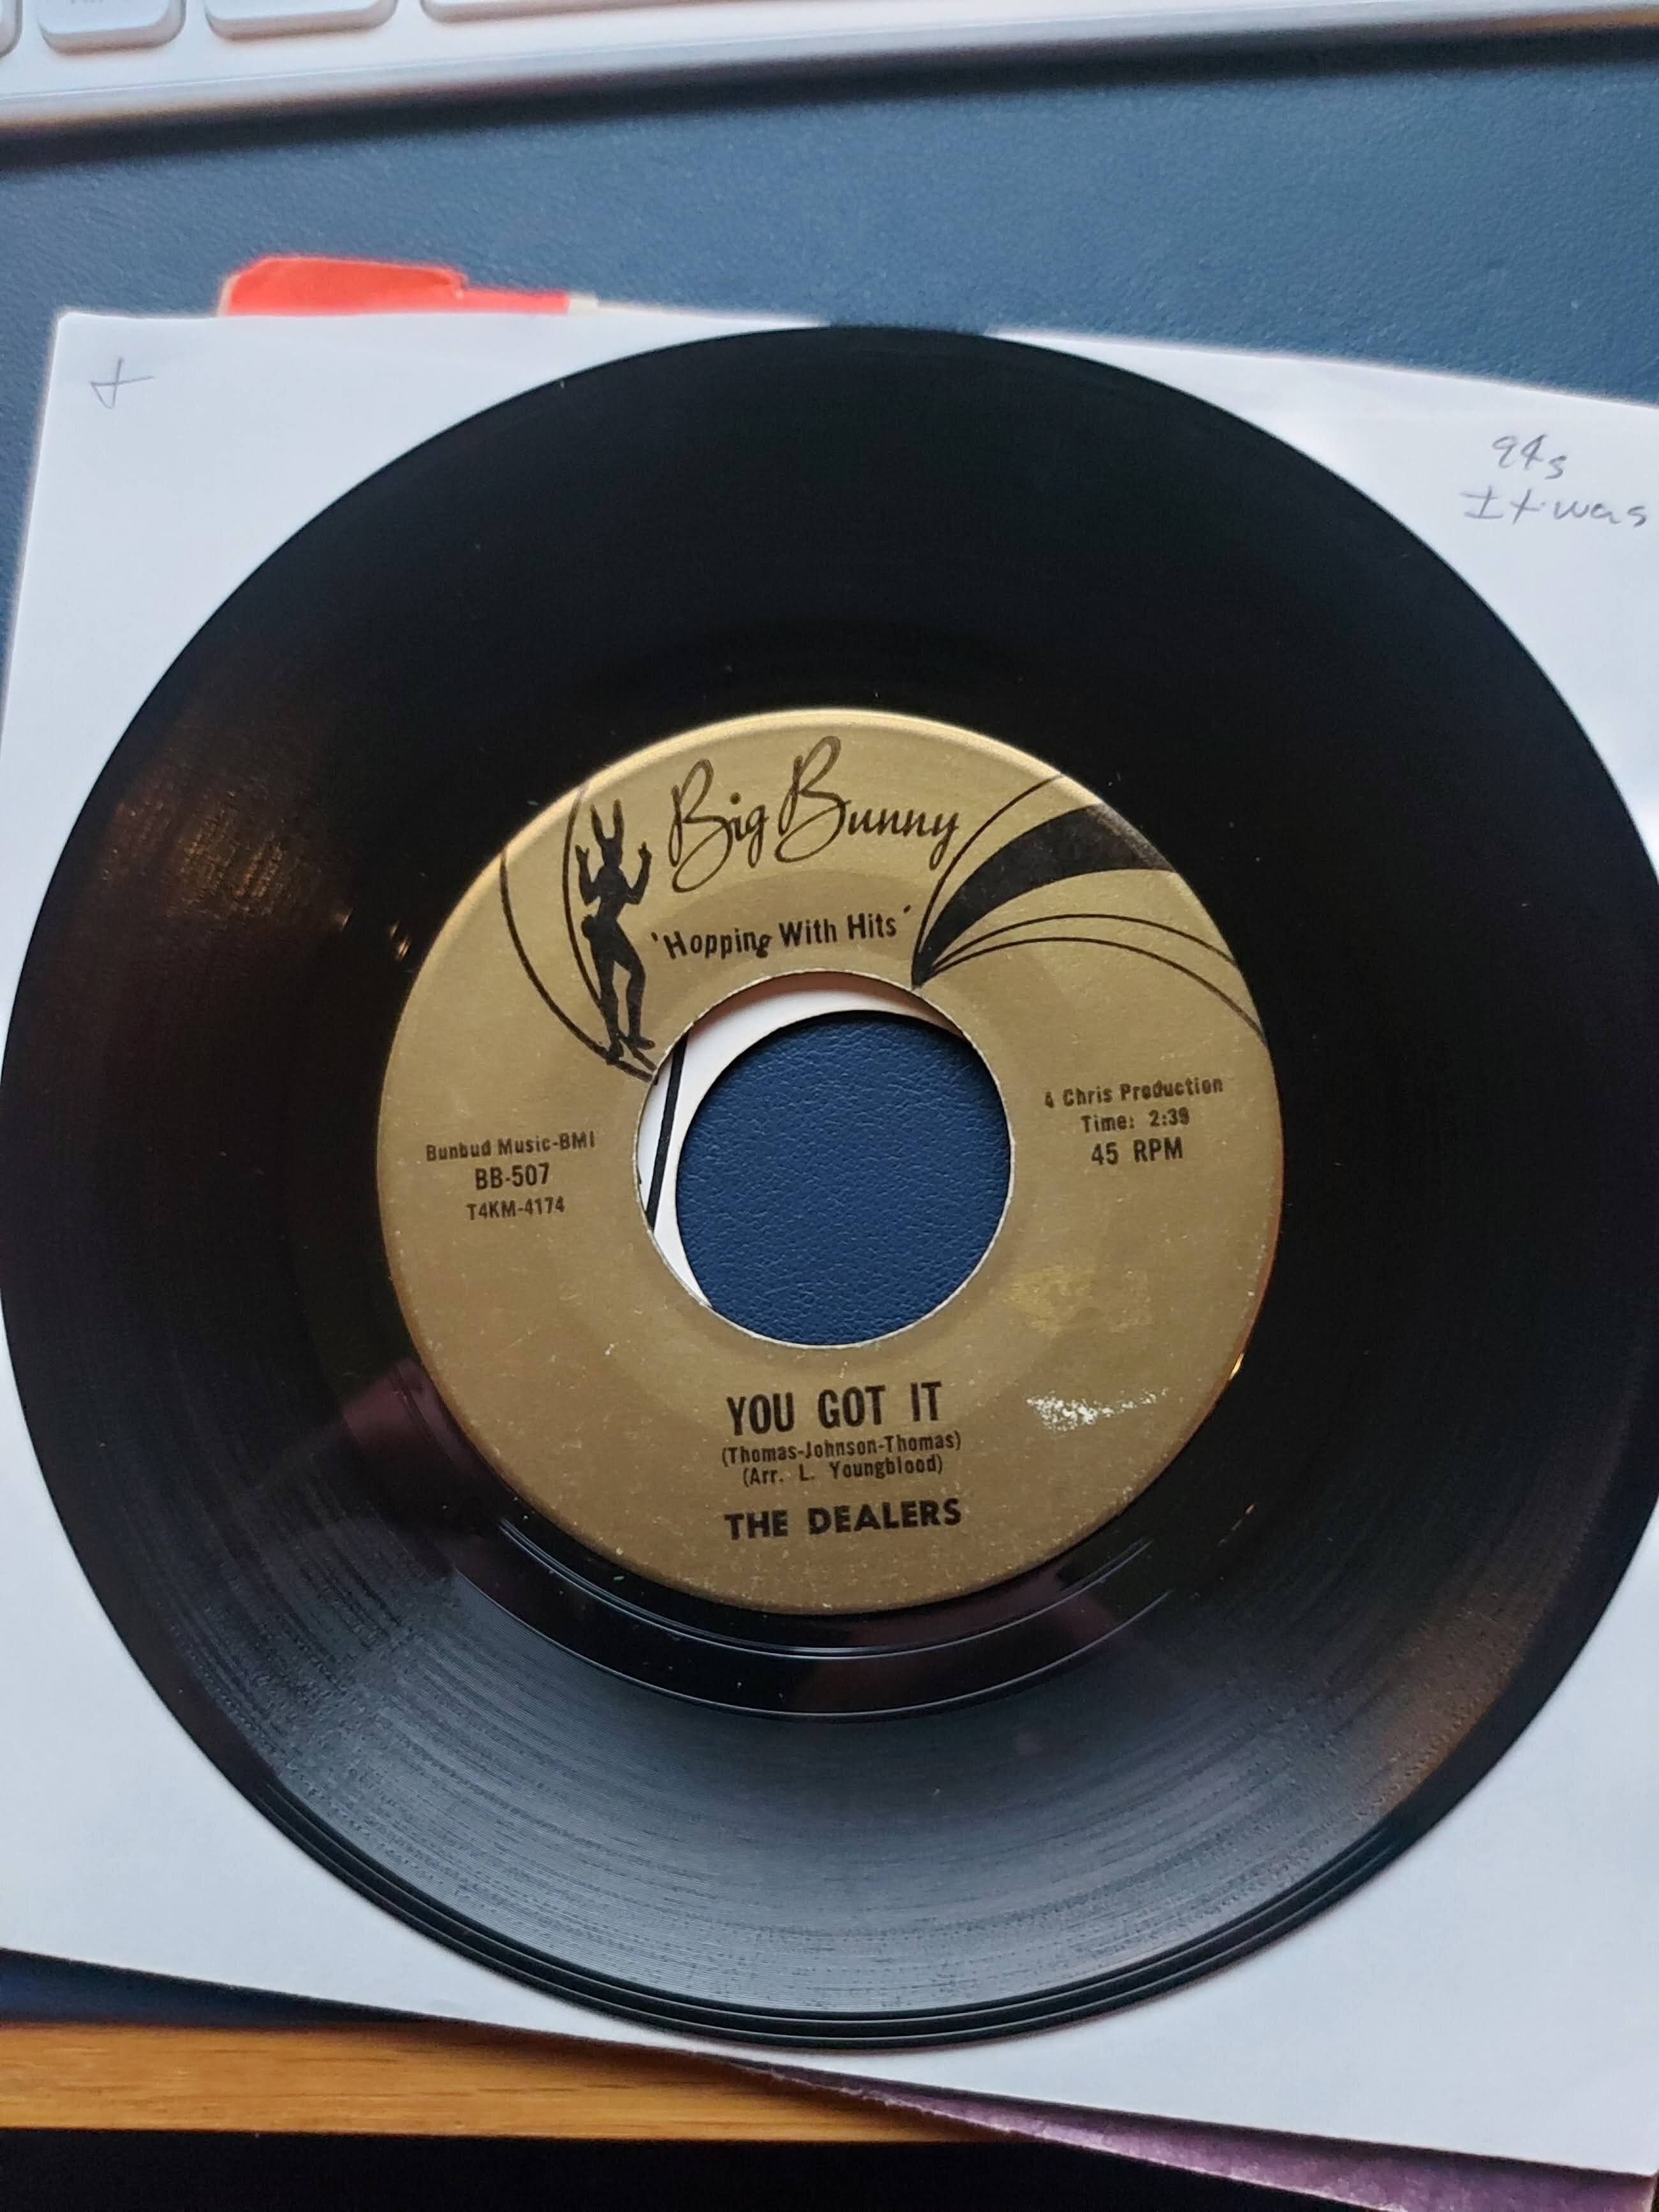 94s
It was
Big Bunny
'Hopping With Hits'
Bunbud Music-BMI
BB-507
T4KM-4174
4 Chris Production
Time: 2:39
45 RPM
YOU GOT IT
(Thomas-Johnson-Thomas)
(Arr. L. Youngblood)
THE DEALERS